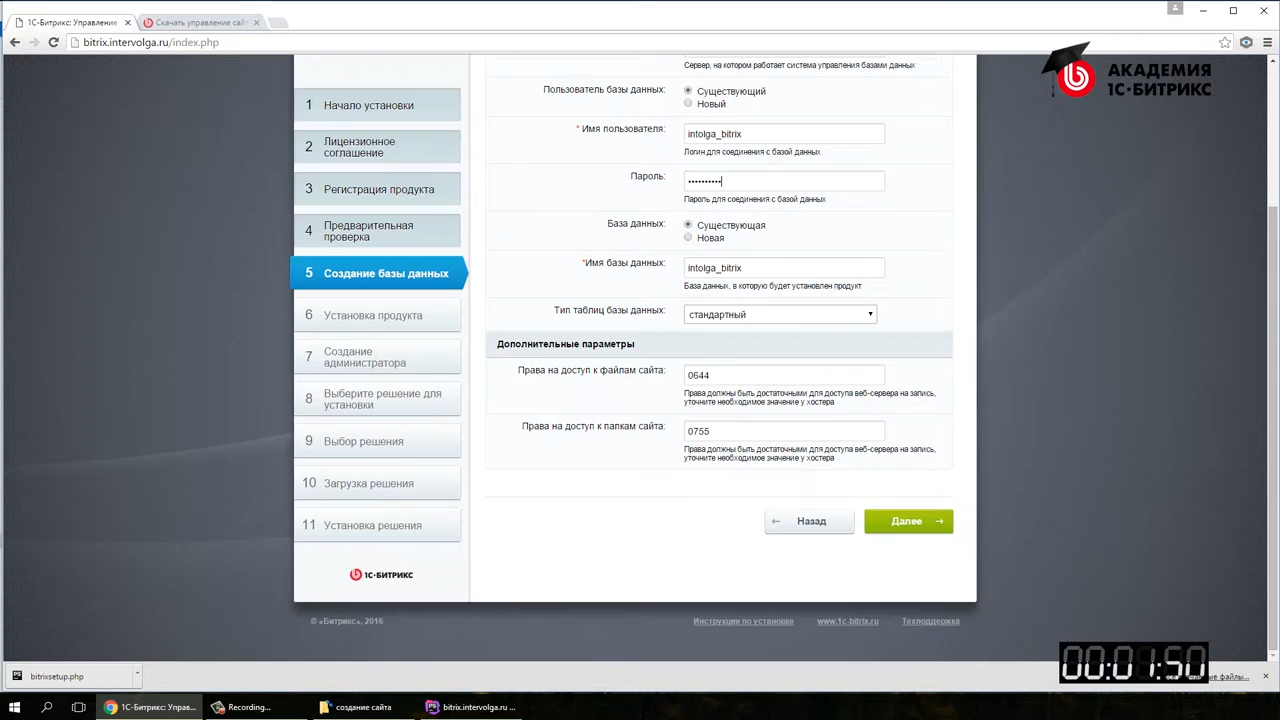 1С-Битрикс: Управление
Скачать управление сайт
bitrix.intervolga.ru/index.php
АКАДЕМИЯ
1С-БИТРИКС
1 Начало установки
2 Лицензионное
соглашение
3 Регистрация продукта
4 Предварительная
проверка
5 Создание базы данных
6 Установка продукта
7 Создание
администратора
8 Выберите решение для
установки
9 Выбор решения
10 Загрузка решения
11 Установка решения
1С-БИТРИКС
Сервер, на котором работает система управления базами данных
Пользователь базы данных: Существующий
Новый
* Имя пользователя: intolga_bitrix
Логин для соединения с базой данных
Пароль: ••••••••••
Пароль для соединения с базой данных
База данных: Существующая
Новая
*Имя базы данных: intolga_bitrix
База данных, в которую будет установлен продукт
Тип таблиц базы данных: стандартный
Дополнительные параметры
Права на доступ к файлам сайта: 0644
Права должны быть достаточными для доступа веб-сервера на запись,
уточните необходимое значение у хостера
Права на доступ к папкам сайта: 0755
Права должны быть достаточными для доступа веб-сервера на запись,
уточните необходимое значение у хостера
Назад
Далее
© «Битрикс», 2016
Инструкции по установке
www.1c-bitrix.ru
Техподдержка
bitrixsetup.php
00:01:50
файлы...
1С-Битрикс: Управ...
Recording...
создание сайта
bitrix.intervolga.ru ...